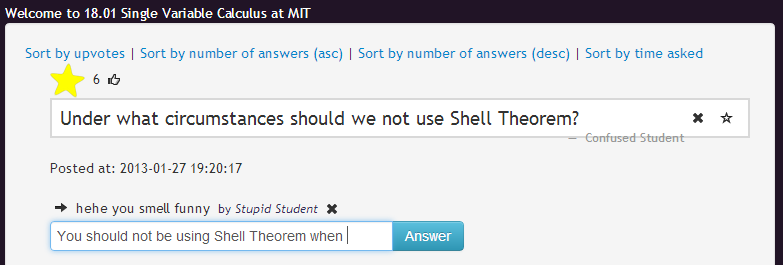 Welcome to 18.01 Single Variable Calculus at MIT
Sort by upvotes | Sort by number of answers (asc) | Sort by number of answers (desc) | Sort by time asked
6
Under what circumstances should we not use Shell Theorem?
— Confused Student
Posted at: 2013-01-27 19:20:17
hehe you smell funny by Stupid Student
You should not be using Shell Theorem when
Answer